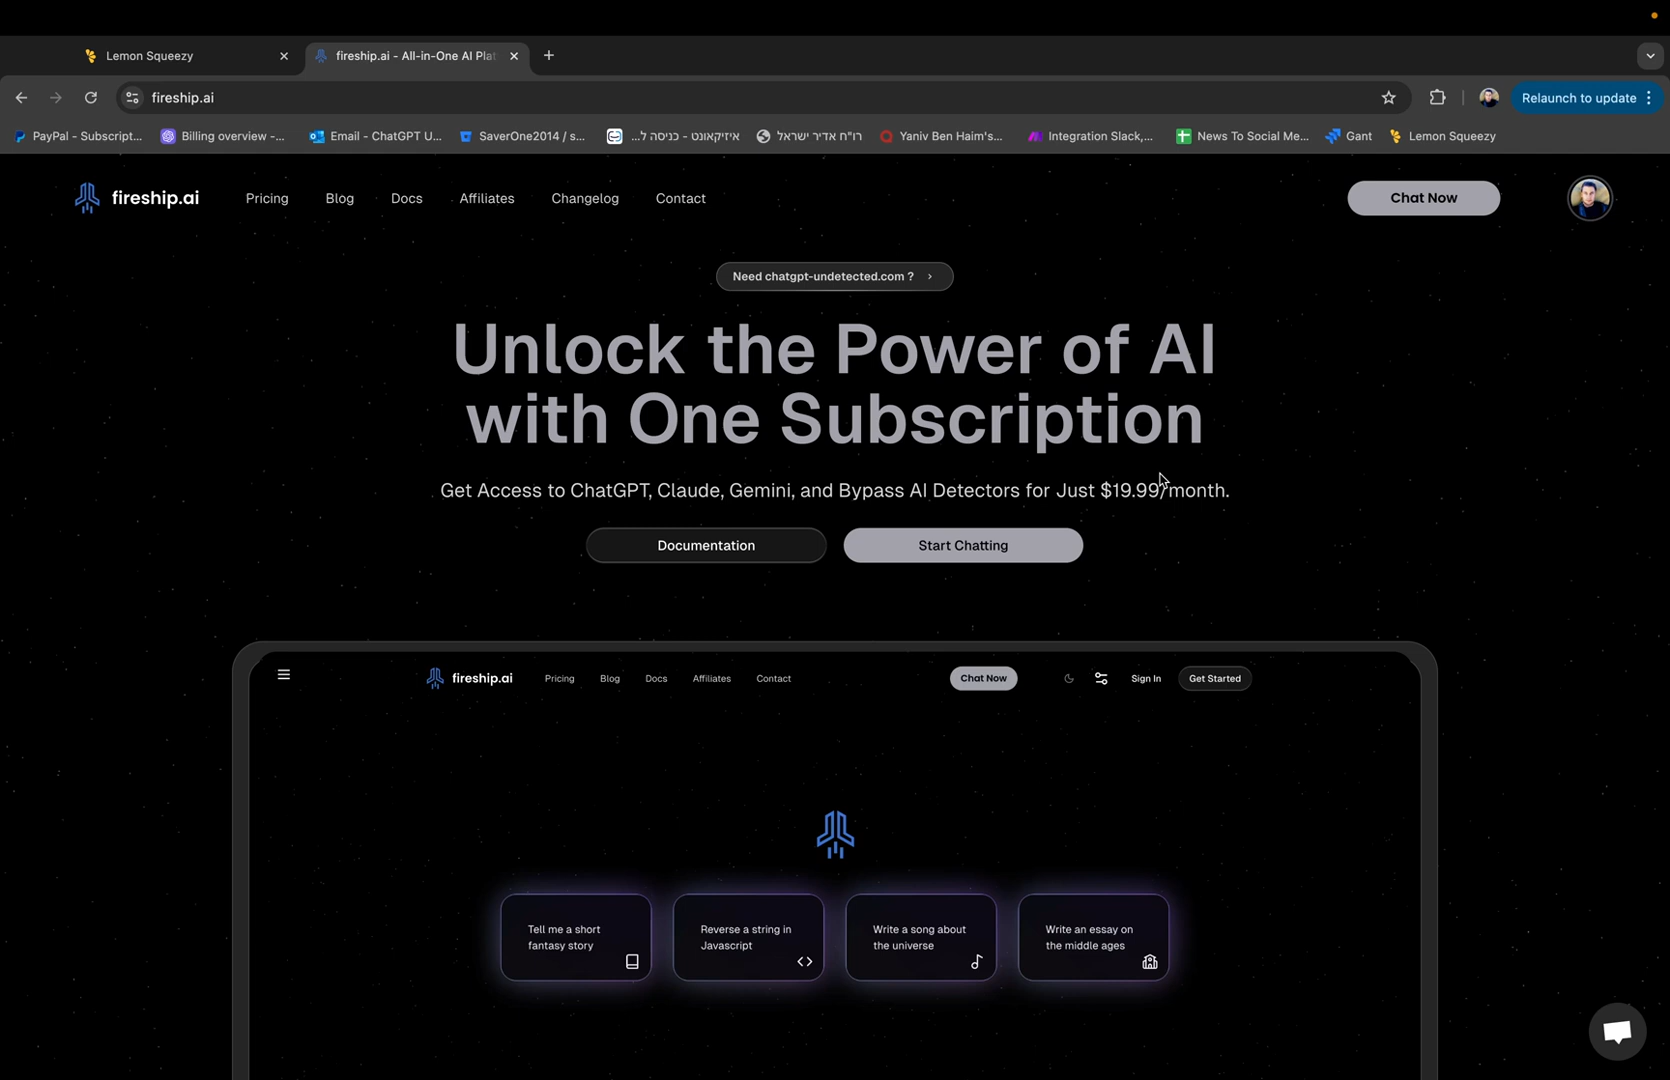 Lemon Squeezy
fireship.ai - All-in-One AI Plat
fireship.ai
Relaunch to update
PayPal - Subscript...
Billing overview -...
Email - ChatGPT U...
SaverOne2014 / s...
איזיקאונט - כניסה ל...
רו"ח אדיר ישראל
Yaniv Ben Haim's...
Integration Slack,...
News To Social Me...
Gant
Lemon Squeezy
fireship.ai
Pricing
Blog
Docs
Affiliates
Changelog
Contact
Chat Now
Need chatgpt-undetected.com ?
Unlock the Power of AI
with One Subscription
Get Access to ChatGPT, Claude, Gemini, and Bypass AI Detectors for Just $19.99/month.
Documentation
Start Chatting
fireship.ai
Pricing
Blog
Docs
Affiliates
Contact
Chat Now
Sign In
Get Started
Tell me a short
fantasy story
Reverse a string in
Javascript
Write a song about
the universe
Write an essay on
the middle ages